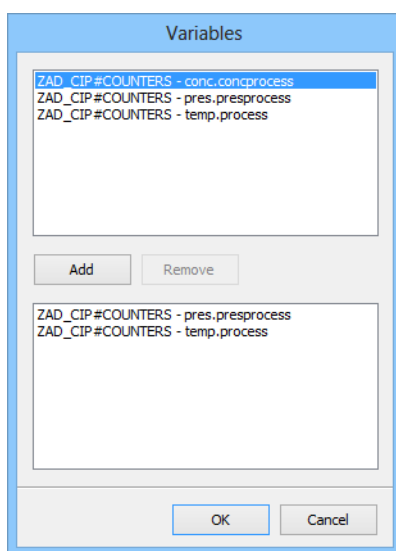 Variables
ZAD_CIP#COUNTERS - conc.concprocess
ZAD_CIP#COUNTERS - pres.presprocess
ZAD_CIP#COUNTERS - temp.process
Add Remove
ZAD_CIP#COUNTERS - pres.presprocess
ZAD_CIP#COUNTERS - temp.process
OK Cancel